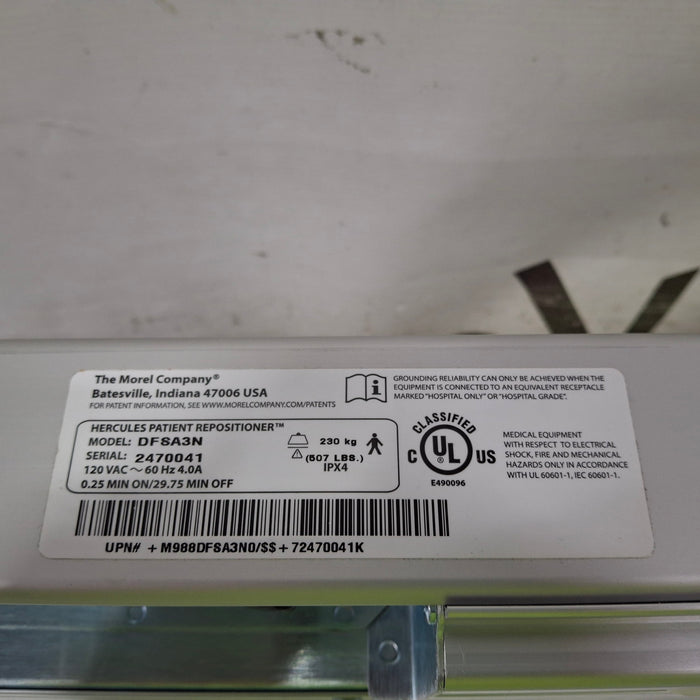 The Morel Company®
Batesville, Indiana 47006 USA
FOR PATENT INFORMATION, SEE WWW.MORELCOMPANY.COM/PATENTS
GROUNDING RELIABILITY CAN ONLY BE ACHIEVED WHEN THE
EQUIPMENT IS CONNECTED TO AN EQUIVALENT RECEPTACLE
MARKED "HOSPITAL ONLY" OR "HOSPITAL GRADE".
HERCULES PATIENT REPOSITIONER™
MODEL: DFSA3N
SERIAL: 2470041
120 VAC ~ 60 Hz 4.0A
0.25 MIN ON/29.75 MIN OFF
230 kg
(507 LBS.)
IPX4
CLASSIFIED
C UL US
®
E490096
MEDICAL EQUIPMENT
WITH RESPECT TO ELECTRICAL
SHOCK, FIRE AND MECHANICAL
HAZARDS ONLY IN ACCORDANCE
WITH UL 60601-1, IEC 60601-1.
UPN# + M988DFSA3N0/$$ + 72470041K